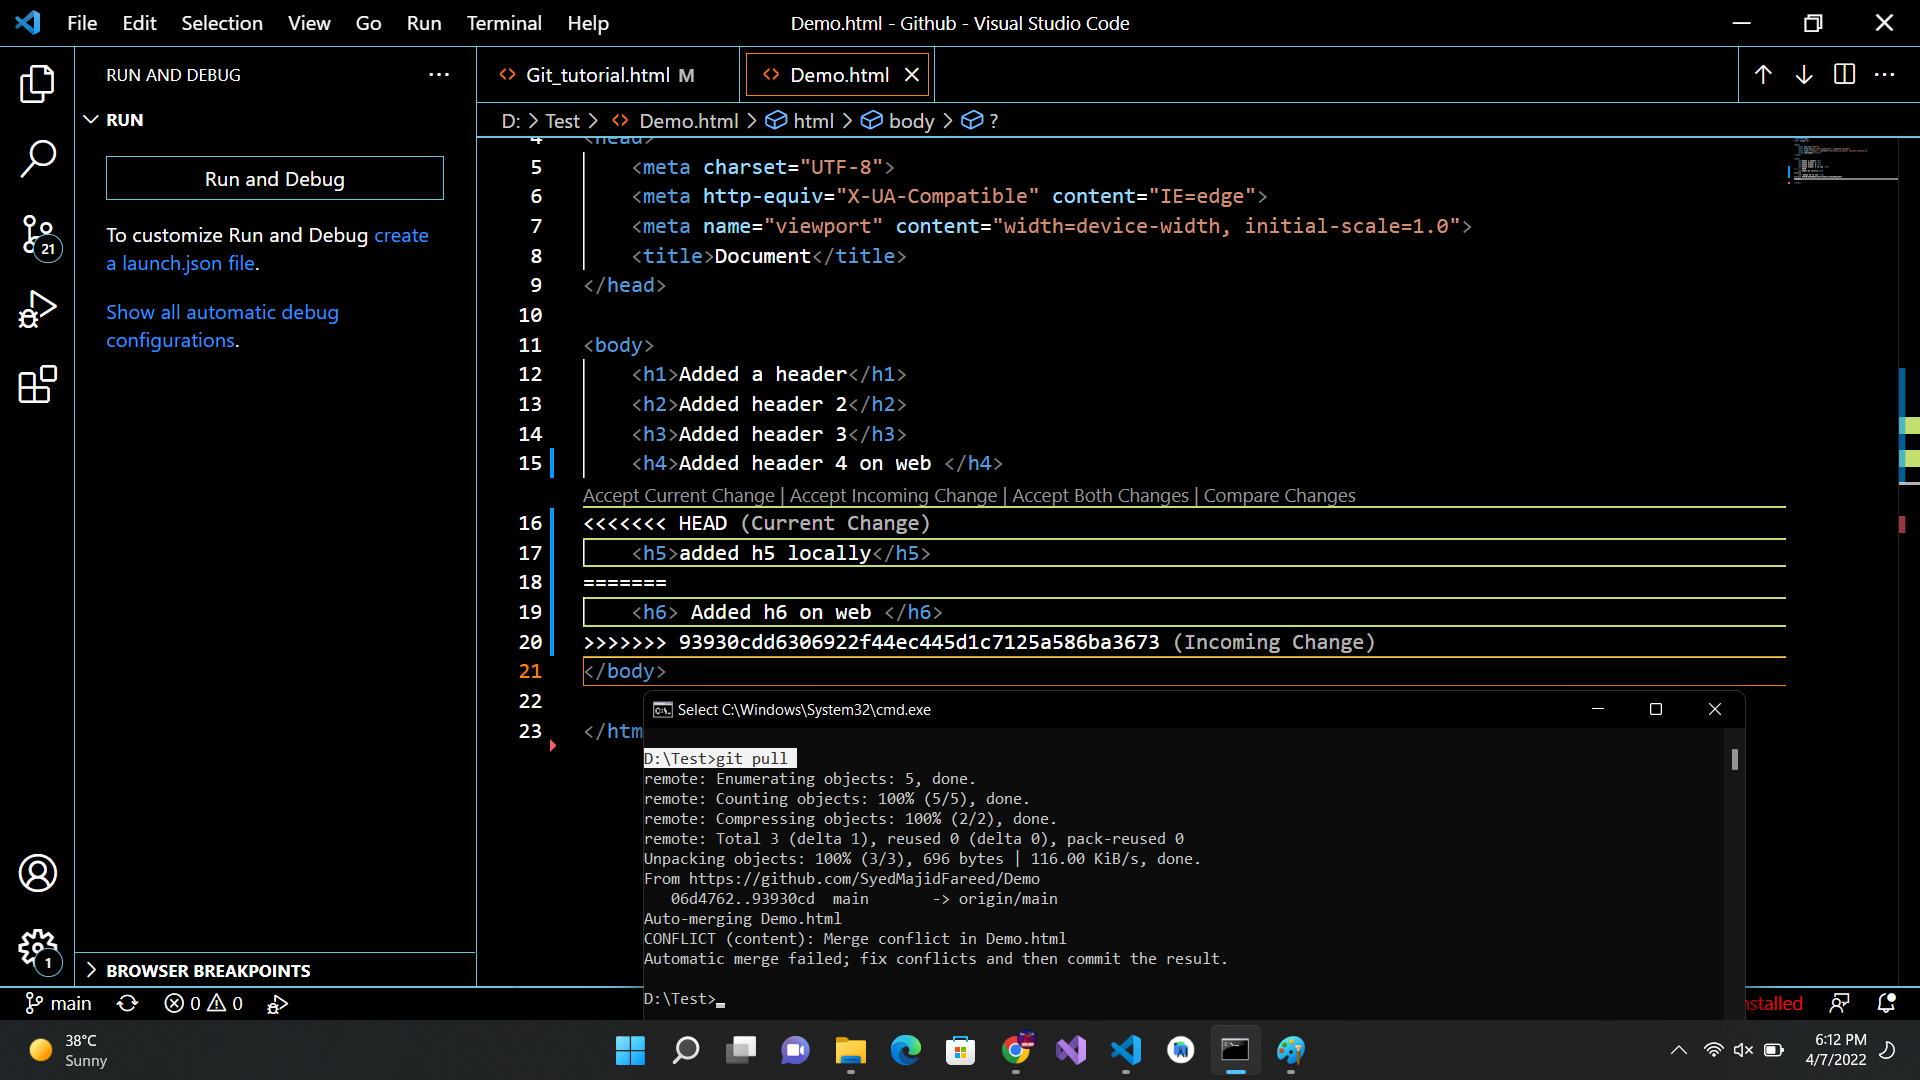 File Edit Selection View Go Run Terminal Help
Demo.html - Github - Visual Studio Code
RUN AND DEBUG ···
RUN
Run and Debug
To customize Run and Debug create
a launch.json file.
Show all automatic debug
configurations.
BROWSER BREAKPOINTS
21
1
Git_tutorial.html M
Demo.html
D: > Test > Demo.html > html > body > ?
4 <head>
5 <meta charset="UTF-8">
6 <meta http-equiv="X-UA-Compatible" content="IE=edge">
7 <meta name="viewport" content="width=device-width, initial-scale=1.0">
8 <title>Document</title>
9 </head>
10
11 <body>
12 <h1>Added a header</h1>
13 <h2>Added header 2</h2>
14 <h3>Added header 3</h3>
15 <h4>Added header 4 on web </h4>
Accept Current Change | Accept Incoming Change | Accept Both Changes | Compare Changes
16 <<<<<<< HEAD (Current Change)
17 <h5>added h5 locally</h5>
18 =======
19 <h6> Added h6 on web </h6>
20 >>>>>>> 93930cdd6306922f44ec445d1c7125a586ba3673 (Incoming Change)
21 </body>
22
23 </htm
Select C:\Windows\System32\cmd.exe
D:\Test>git pull
remote: Enumerating objects: 5, done.
remote: Counting objects: 100% (5/5), done.
remote: Compressing objects: 100% (2/2), done.
remote: Total 3 (delta 1), reused 0 (delta 0), pack-reused 0
Unpacking objects: 100% (3/3), 696 bytes | 116.00 KiB/s, done.
From https://github.com/SyedMajidFareed/Demo
06d4762..93930cd main -> origin/main
Auto-merging Demo.html
CONFLICT (content): Merge conflict in Demo.html
Automatic merge failed; fix conflicts and then commit the result.
D:\Test>_
main 0 0
nstalled
38°C
Sunny
6:12 PM
4/7/2022